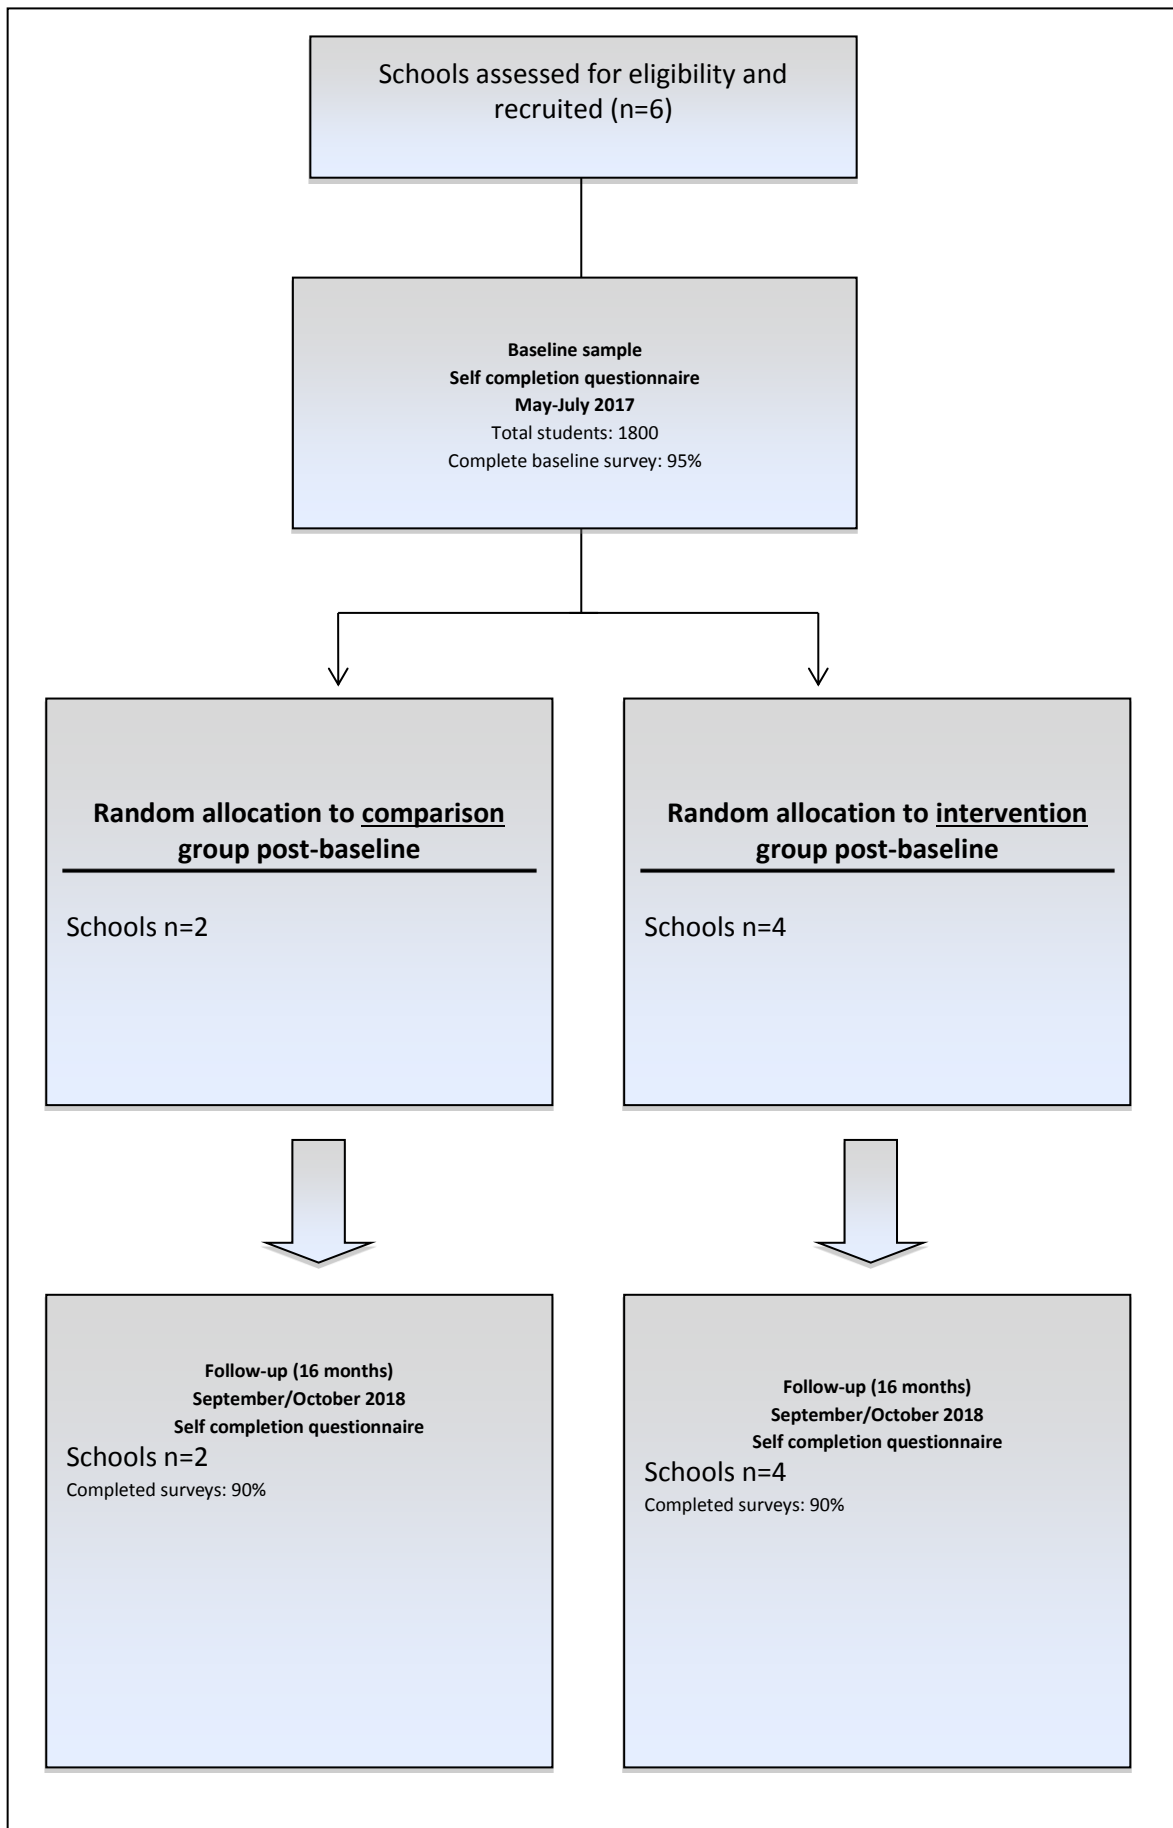 Schools assessed for eligibility and
recruited (n=6)
Baseline sample
Self completion questionnaire
May-July 2017
Total students: 1800
Complete baseline survey: 95%
Random allocation to comparison
group post-baseline
Schools n=2
Random allocation to intervention
group post-baseline
Schools n=4
Follow-up (16 months)
September/October 2018
Self completion questionnaire
Schools n=2
Completed surveys: 90%
Follow-up (16 months)
September/October 2018
Self completion questionnaire
Schools n=4
Completed surveys: 90%